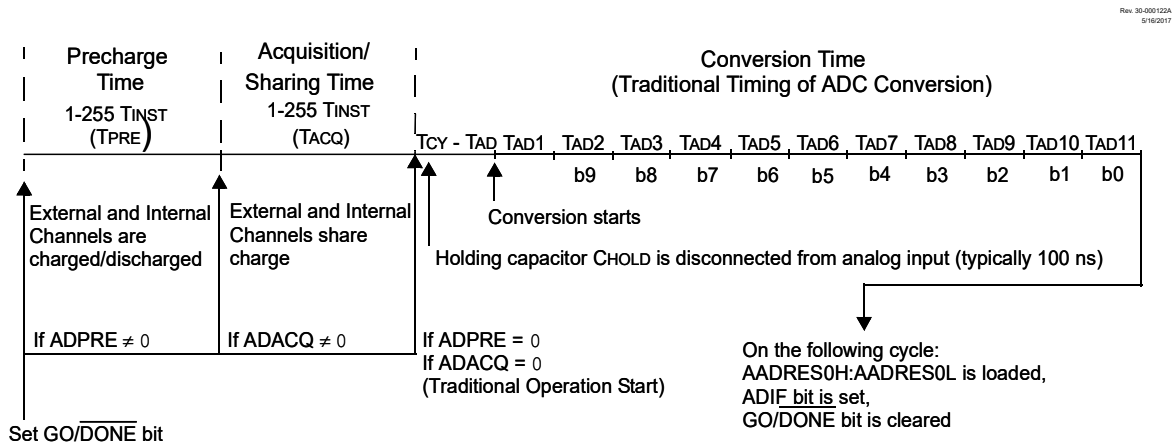 Rev. 30-000122A
5/16/2017
Precharge
Time
1-255 TINST
(TPRE)
Acquisition/
Sharing Time
1-255 TINST
(TACQ)
Conversion Time
(Traditional Timing of ADC Conversion)
TCY - TAD TAD1 TAD2 TAD3 TAD4 TAD5 TAD6 TAD7 TAD8 TAD9 TAD10 TAD11
b9 b8 b7 b6 b5 b4 b3 b2 b1 b0
External and Internal
Channels are
charged/discharged
External and Internal
Channels share
charge
Conversion starts
Holding capacitor CHOLD is disconnected from analog input (typically 100 ns)
If ADPRE ≠ 0
If ADACQ ≠ 0
If ADPRE = 0
If ADACQ = 0
(Traditional Operation Start)
On the following cycle:
AADRES0H:AADRES0L is loaded,
ADIF bit is set,
GO/DONE bit is cleared
Set GO/DONE bit